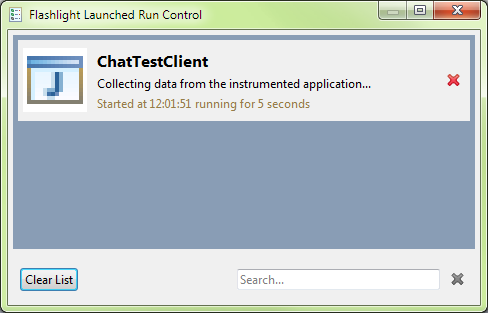 Flashlight Launched Run Control
ChatTestClient
Collecting data from the instrumented application...
Started at 12:01:51 running for 5 seconds
Clear List
Search...